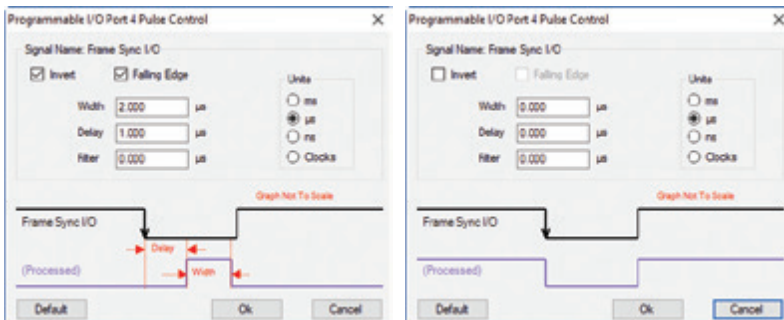 Programmable I/O Port 4 Pulse Control
Signal Name: Frame Sync I/O
Invert
Falling Edge
Width 2.000 µs
Delay 1.000 µs
Filter 0.000 µs
Units
ms
µs
ns
Clocks
Graph Not To Scale
Frame Sync I/O
Delay
Width
(Processed)
Default
Ok
Cancel
Programmable I/O Port 4 Pulse Control
Signal Name: Frame Sync I/O
Invert
Falling Edge
Width 0.000 µs
Delay 0.000 µs
Filter 0.000 µs
Units
ms
µs
ns
Clocks
Graph Not To Scale
Frame Sync I/O
(Processed)
Default
Ok
Cancel